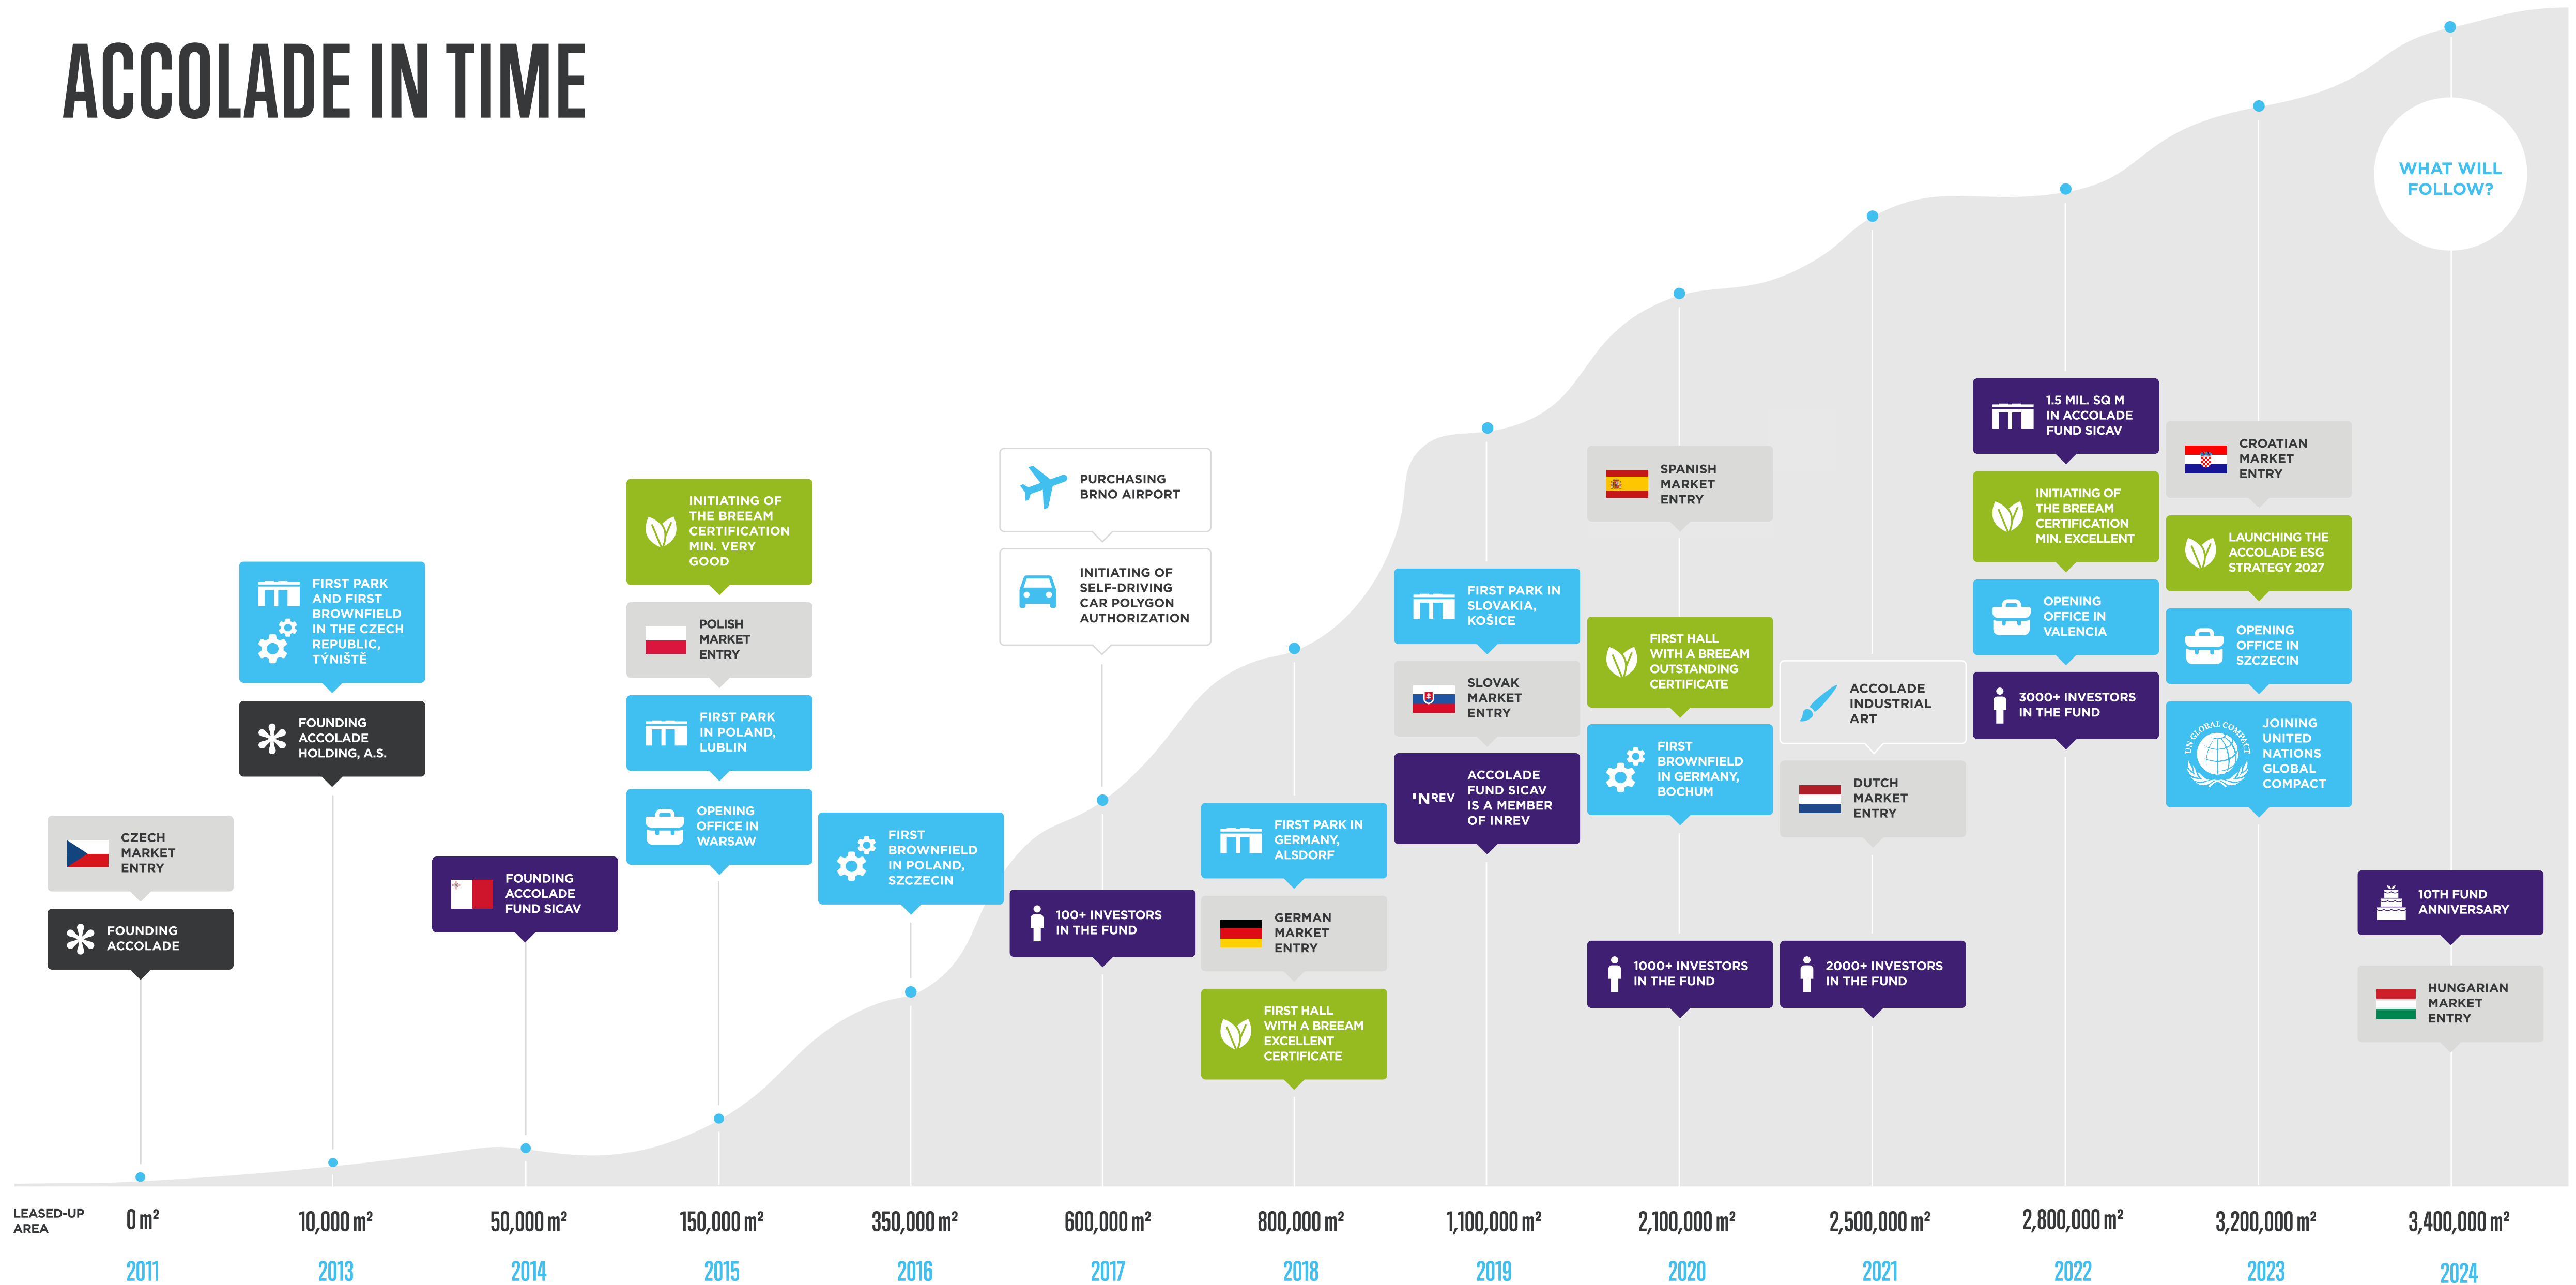 ACCOLADE IN TIME
CZECH
MARKET
ENTRY
FOUNDING
ACCOLADE
FIRST PARK
AND FIRST
BROWNFIELD
IN THE CZECH
REPUBLIC,
TÝNIŠTĚ
FOUNDING
ACCOLADE
HOLDING, A.S.
FOUNDING
ACCOLADE
FUND SICAV
INITIATING OF
THE BREEAM
CERTIFICATION
MIN. VERY
GOOD
POLISH
MARKET
ENTRY
FIRST PARK
IN POLAND,
LUBLIN
OPENING
OFFICE IN
WARSAW
FIRST
BROWNFIELD
IN POLAND,
SZCZECIN
PURCHASING
BRNO AIRPORT
INITIATING OF
SELF-DRIVING
CAR POLYGON
AUTHORIZATION
100+ INVESTORS
IN THE FUND
FIRST PARK IN
GERMANY,
ALSDORF
GERMAN
MARKET
ENTRY
FIRST HALL
WITH A BREEAM
EXCELLENT
CERTIFICATE
FIRST PARK IN
SLOVAKIA,
KOŠICE
SLOVAK
MARKET
ENTRY
INREV
ACCOLADE
FUND SICAV
IS A MEMBER
OF INREV
SPANISH
MARKET
ENTRY
FIRST HALL
WITH A BREEAM
OUTSTANDING
CERTIFICATE
FIRST
BROWNFIELD
IN GERMANY,
BOCHUM
1000+ INVESTORS
IN THE FUND
ACCOLADE
INDUSTRIAL
ART
DUTCH
MARKET
ENTRY
2000+ INVESTORS
IN THE FUND
1.5 MIL. SQ M
IN ACCOLADE
FUND SICAV
INITIATING OF
THE BREEAM
CERTIFICATION
MIN. EXCELLENT
OPENING
OFFICE IN
VALENCIA
3000+ INVESTORS
IN THE FUND
CROATIAN
MARKET
ENTRY
LAUNCHING THE
ACCOLADE ESG
STRATEGY 2027
OPENING
OFFICE IN
SZCZECIN
UN GLOBAL COMPACT
JOINING
UNITED
NATIONS
GLOBAL
COMPACT
WHAT WILL
FOLLOW?
10TH FUND
ANNIVERSARY
HUNGARIAN
MARKET
ENTRY
LEASED-UP
AREA
0 m² 10,000 m² 50,000 m² 150,000 m² 350,000 m² 600,000 m² 800,000 m² 1,100,000 m² 2,100,000 m² 2,500,000 m² 2,800,000 m² 3,200,000 m² 3,400,000 m²
2011 2013 2014 2015 2016 2017 2018 2019 2020 2021 2022 2023 2024